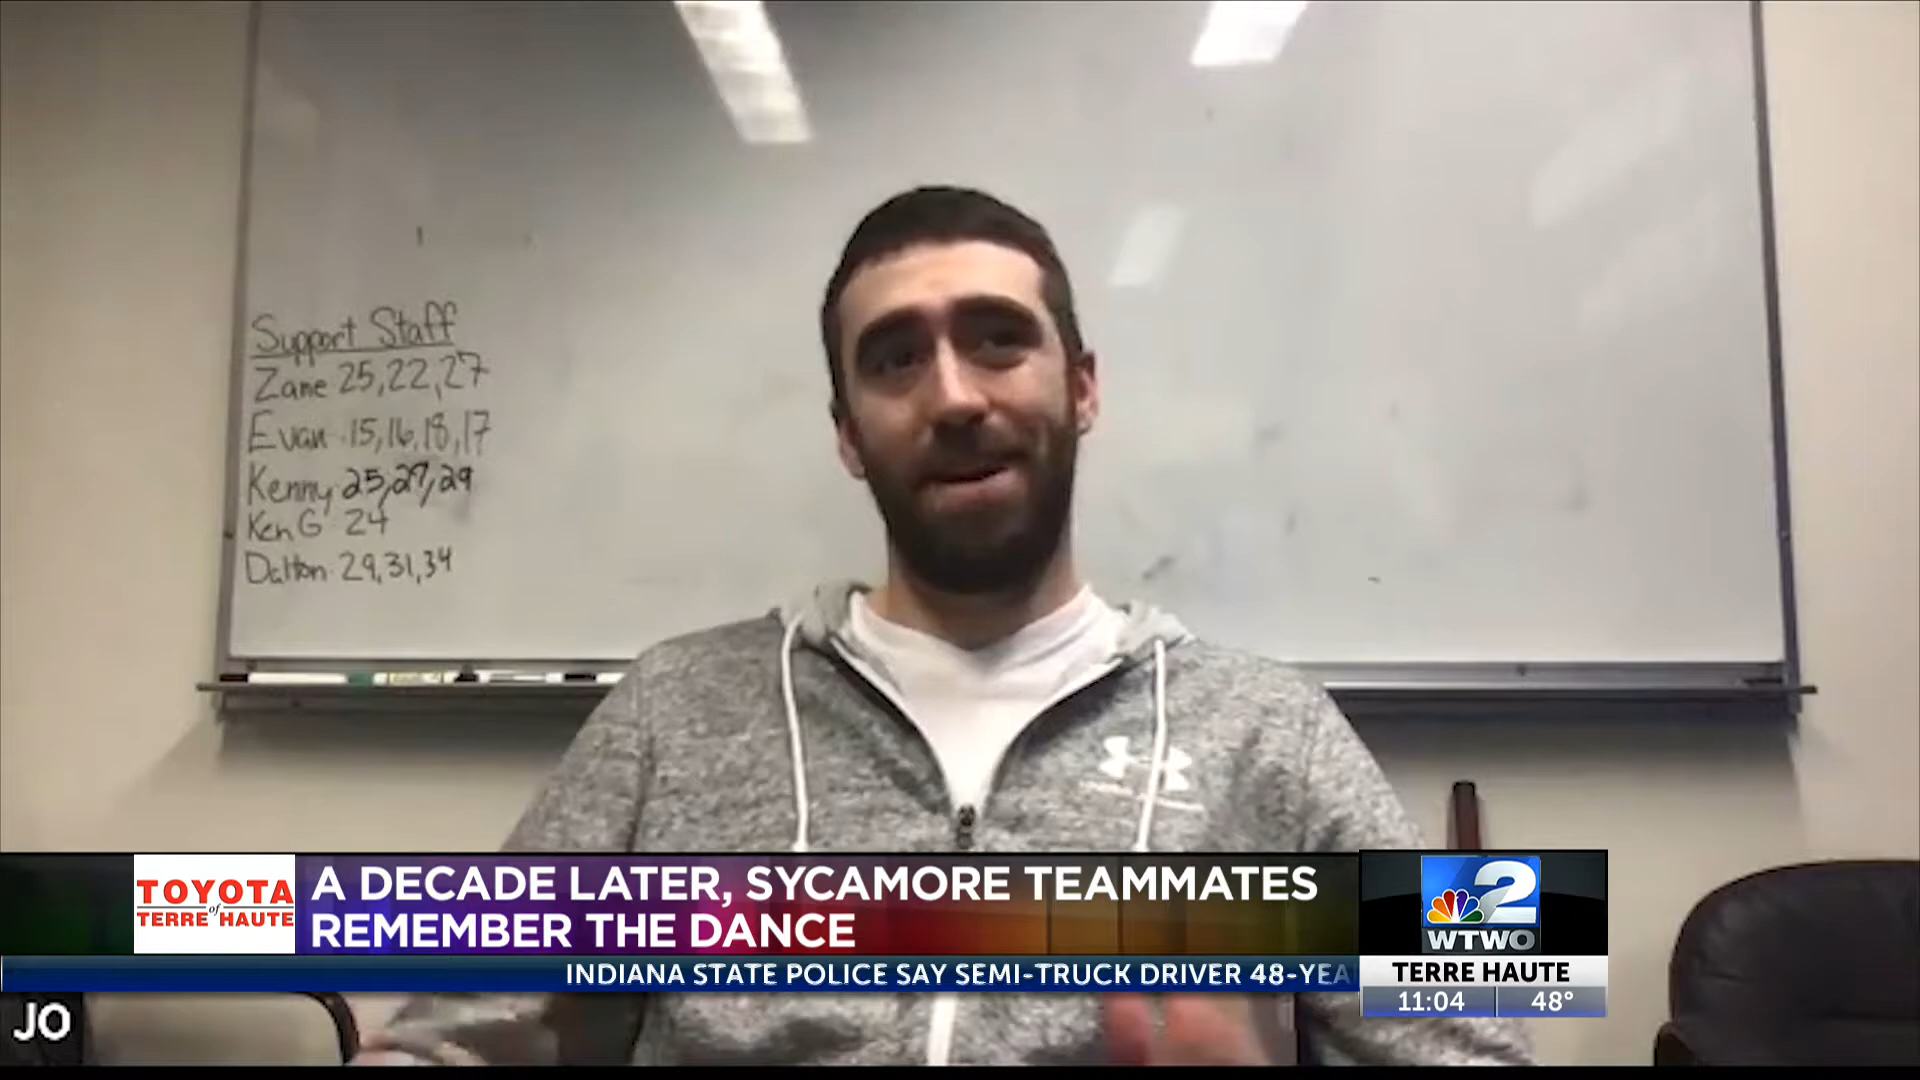 Support Staff
Zane 25,22,27
Evan 15,16,18,17
Kenny 25,27,29
Ken G 24
Dalton 29,31,34
TOYOTA
of
TERRE HAUTE
A DECADE LATER, SYCAMORE TEAMMATES
REMEMBER THE DANCE
2
WTWO
INDIANA STATE POLICE SAY SEMI-TRUCK DRIVER 48-YEA
TERRE HAUTE
11:04 48°
JO